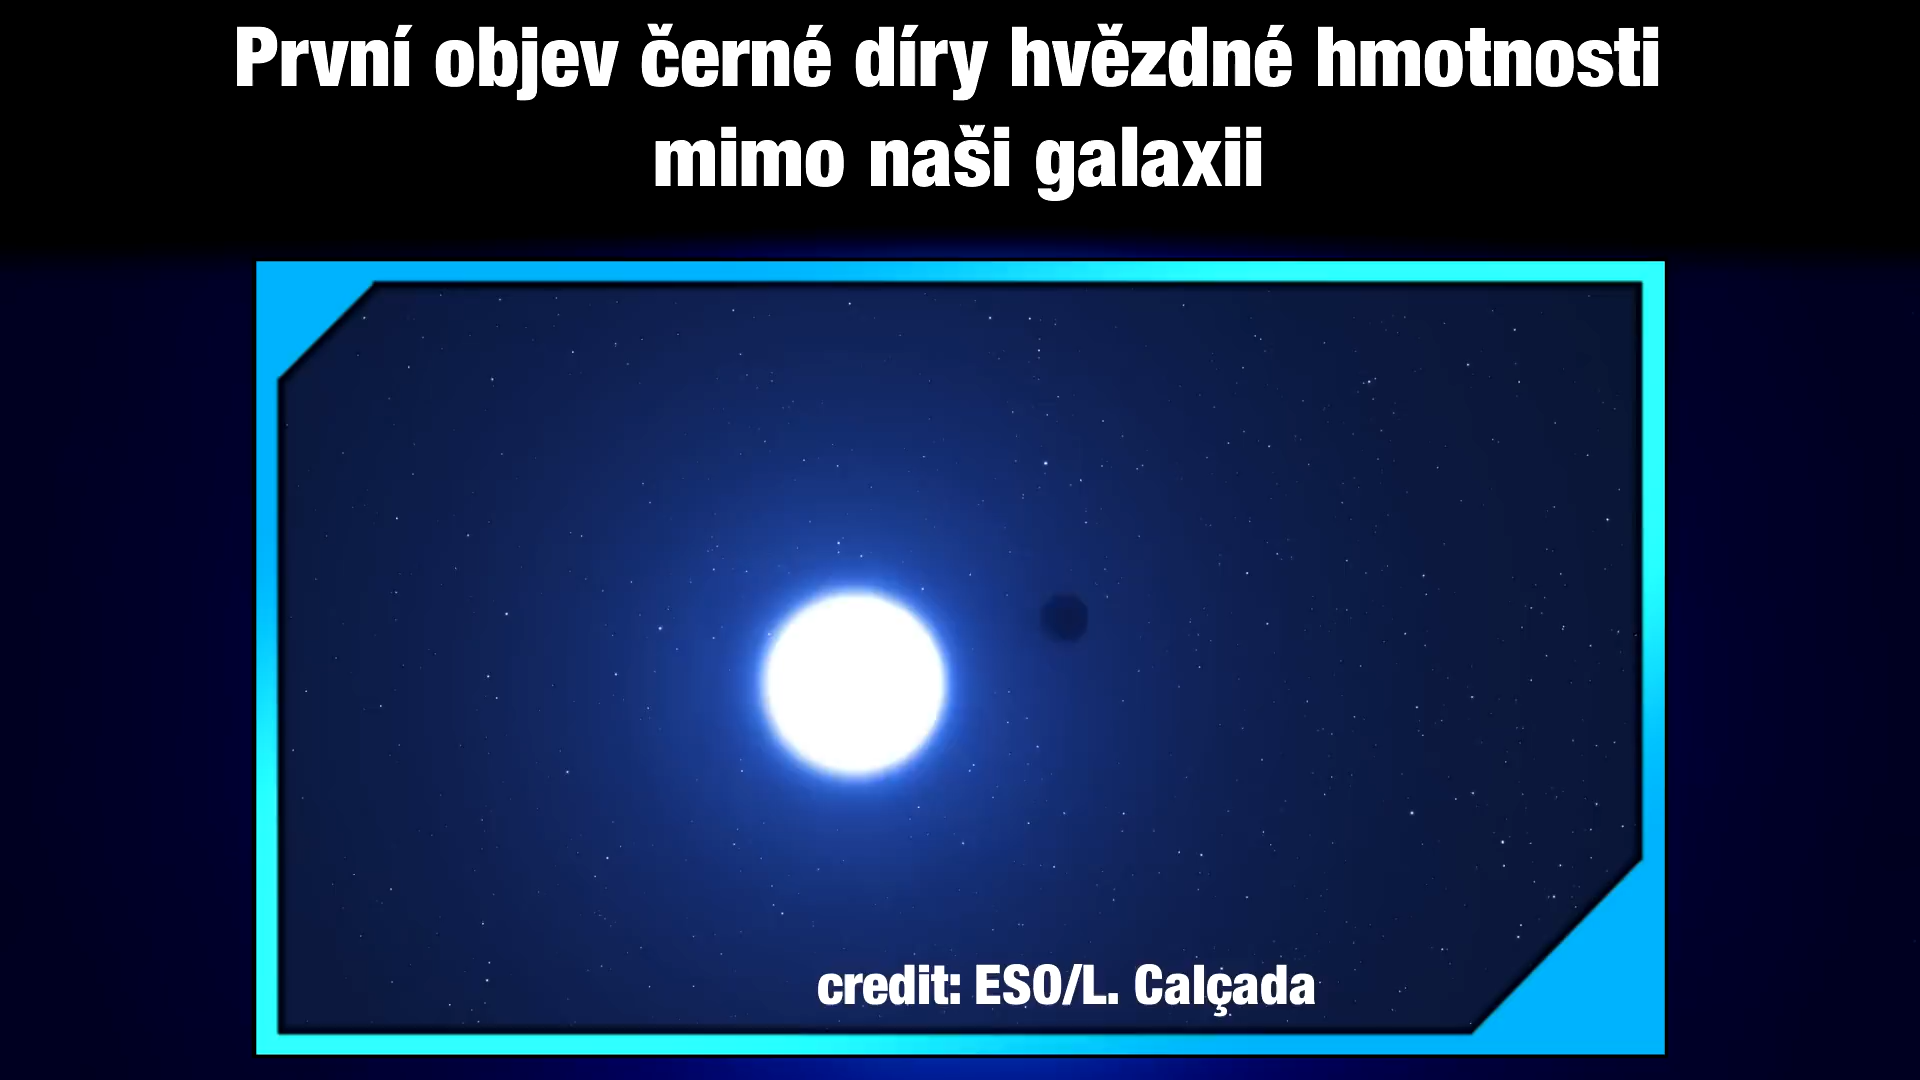 První objev černé díry hvězdné hmotnosti
mimo naši galaxii
credit: ESO/L. Calçada